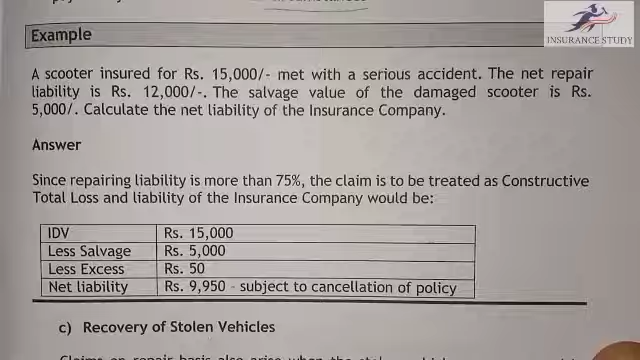 INSURANCE STUDY
Example
A scooter insured for Rs. 15,000/- met with a serious accident. The net repair
liability is Rs. 12,000/-. The salvage value of the damaged scooter is Rs.
5,000/. Calculate the net liability of the Insurance Company.
Answer
Since repairing liability is more than 75%, the claim is to be treated as Constructive
Total Loss and liability of the Insurance Company would be:
IDV Rs. 15,000
Less Salvage Rs. 5,000
Less Excess Rs. 50
Net liability Rs. 9,950 - subject to cancellation of policy
c) Recovery of Stolen Vehicles